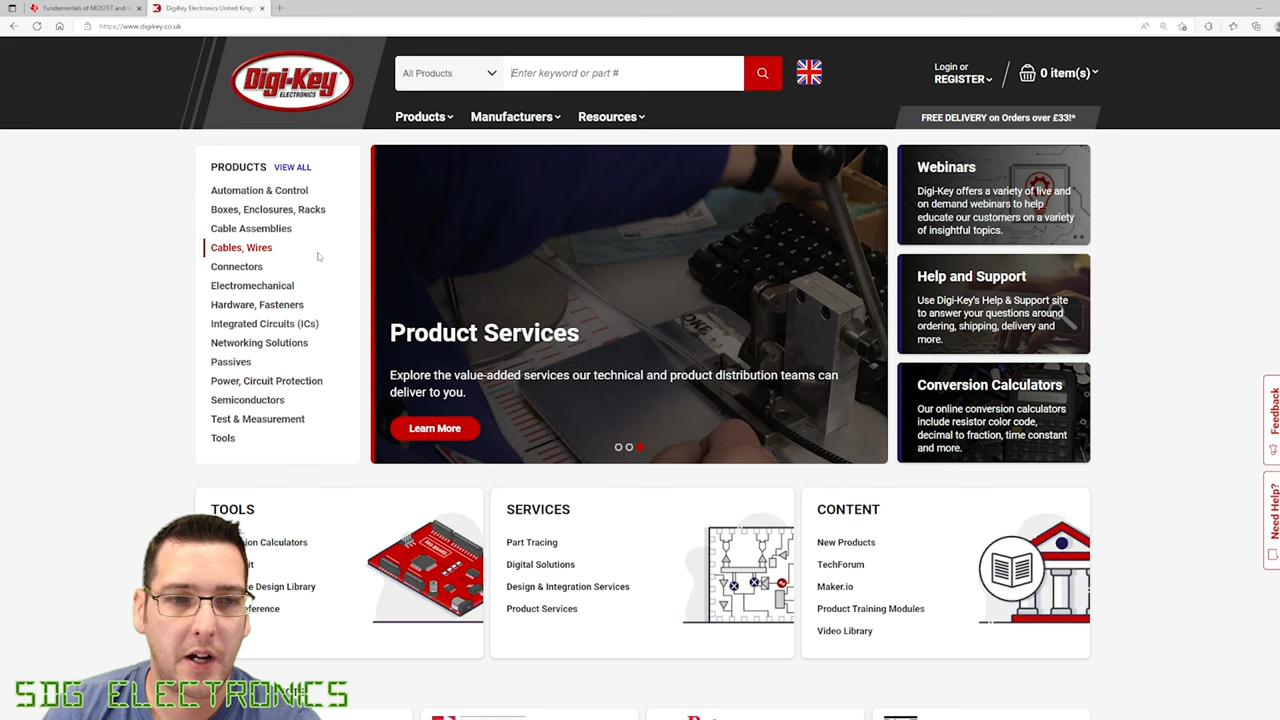 Fundamentals of MOSFET and I
DigiKey Electronics United King
https://www.digikey.co.uk
Digi-Key
ELECTRONICS
All Products
Enter keyword or part #
Login or
REGISTER
0 item(s)
Products
Manufacturers
Resources
FREE DELIVERY on Orders over £33!*
PRODUCTS VIEW ALL
Automation & Control
Boxes, Enclosures, Racks
Cable Assemblies
Cables, Wires
Connectors
Electromechanical
Hardware, Fasteners
Integrated Circuits (ICs)
Networking Solutions
Passives
Power, Circuit Protection
Semiconductors
Test & Measurement
Tools
Product Services
Explore the value-added services our technical and product distribution teams can
deliver to you.
Learn More
Webinars
Digi-Key offers a variety of live and
on demand webinars to help
educate our customers on a variety
of insightful topics.
Help and Support
Use Digi-Key's Help & Support site
to answer your questions around
ordering, shipping, delivery and
more.
Conversion Calculators
Our online conversion calculators
include resistor color code,
decimal to fraction, time constant
and more.
Feedback
Need Help?
TOOLS
ion Calculators
it
e Design Library
eference
SERVICES
Part Tracing
Digital Solutions
Design & Integration Services
Product Services
CONTENT
New Products
TechForum
Maker.io
Product Training Modules
Video Library
SDG ELECTRONICS